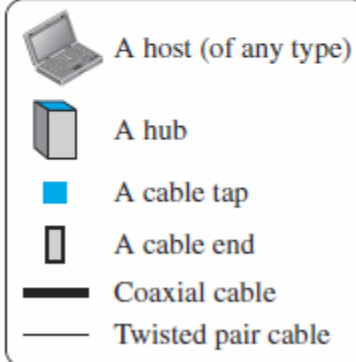 A host (of any type)
A hub
A cable tap
A cable end
Coaxial cable
Twisted pair cable